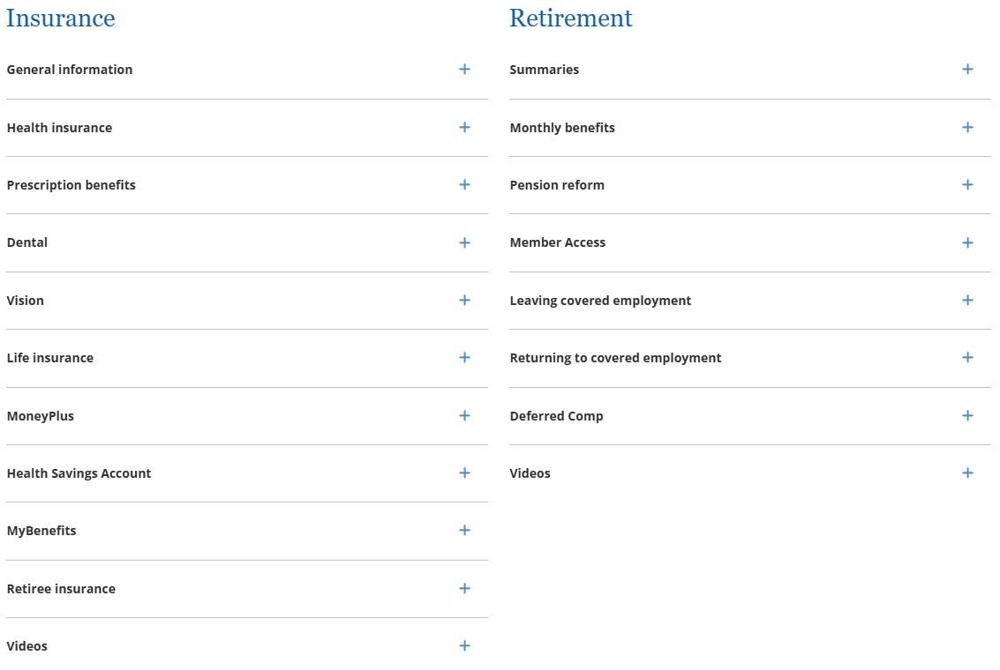 Insurance
General information
Health insurance
Prescription benefits
Dental
Vision
Life insurance
MoneyPlus
Health Savings Account
MyBenefits
Retiree insurance
Videos
Retirement
Summaries
Monthly benefits
Pension reform
Member Access
Leaving covered employment
Returning to covered employment
Deferred Comp
Videos